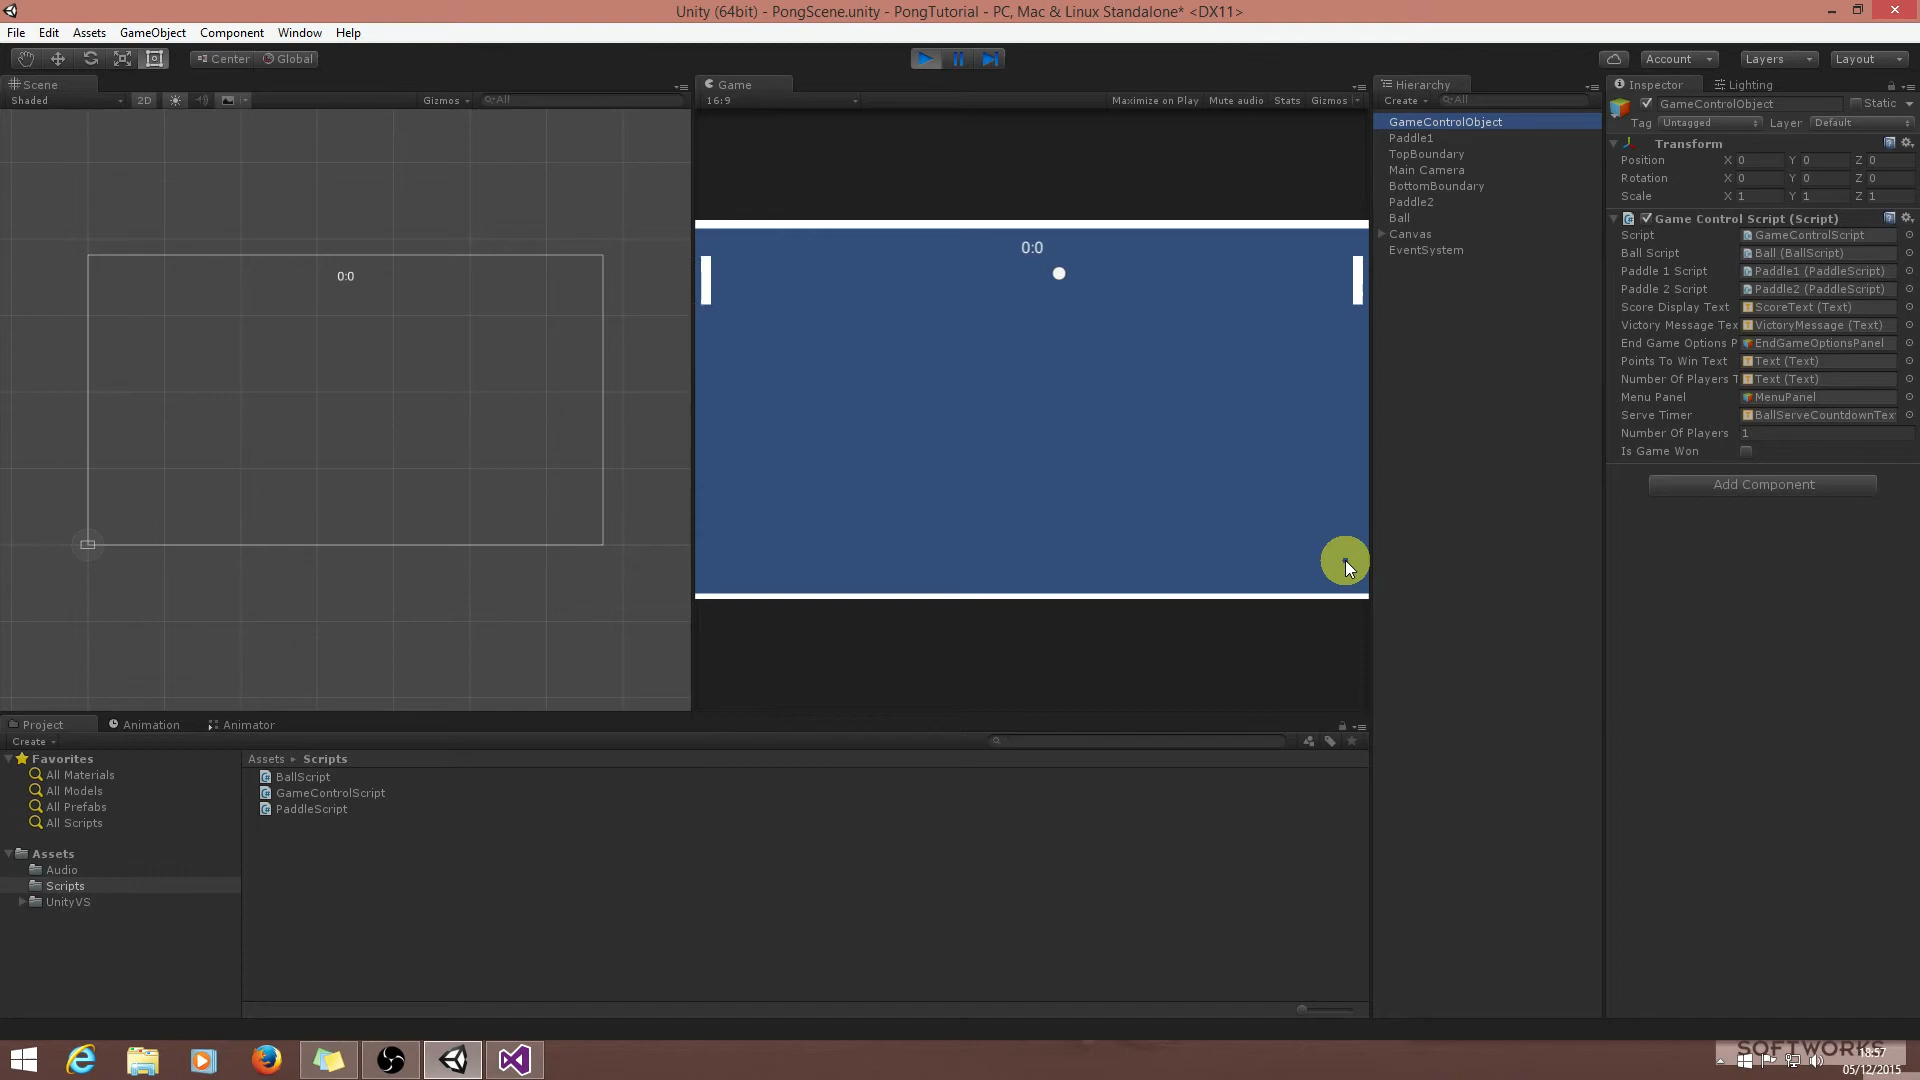 Unity (64bit) - PongScene.unity - PongTutorial - PC, Mac & Linux Standalone* <DX11>
File Edit Assets GameObject Component Window Help
Center Global Account Layers Layout
Scene Game Hierarchy Inspector Lighting
Shaded 2D Gizmos All
16:9 Maximize on Play Mute audio Stats Gizmos
Create All
GameControlObject Static
Tag Untagged Layer Default
GameControlObject
Paddle1
TopBoundary
Main Camera
BottomBoundary
Paddle2
Ball
Canvas
EventSystem
Transform
Position X 0 Y 0 Z 0
Rotation X 0 Y 0 Z 0
Scale X 1 Y 1 Z 1
Game Control Script (Script)
Script GameControlScript
Ball Script Ball (BallScript)
Paddle 1 Script Paddle1 (PaddleScript)
Paddle 2 Script Paddle2 (PaddleScript)
Score Display Text ScoreText (Text)
Victory Message Tex VictoryMessage (Text)
End Game Options P EndGameOptionsPanel
Points To Win Text Text (Text)
Number Of Players T Text (Text)
Menu Panel MenuPanel
Serve Timer BallServeCountdownTex
Number Of Players 1
Is Game Won
Add Component
0:0
0:0
Project Animation Animator
Create
Favorites
All Materials
All Models
All Prefabs
All Scripts
Assets
Audio
Scripts
UnityVS
Assets Scripts
BallScript
GameControlScript
PaddleScript
SOFTWORKS
18:57
05/12/2015